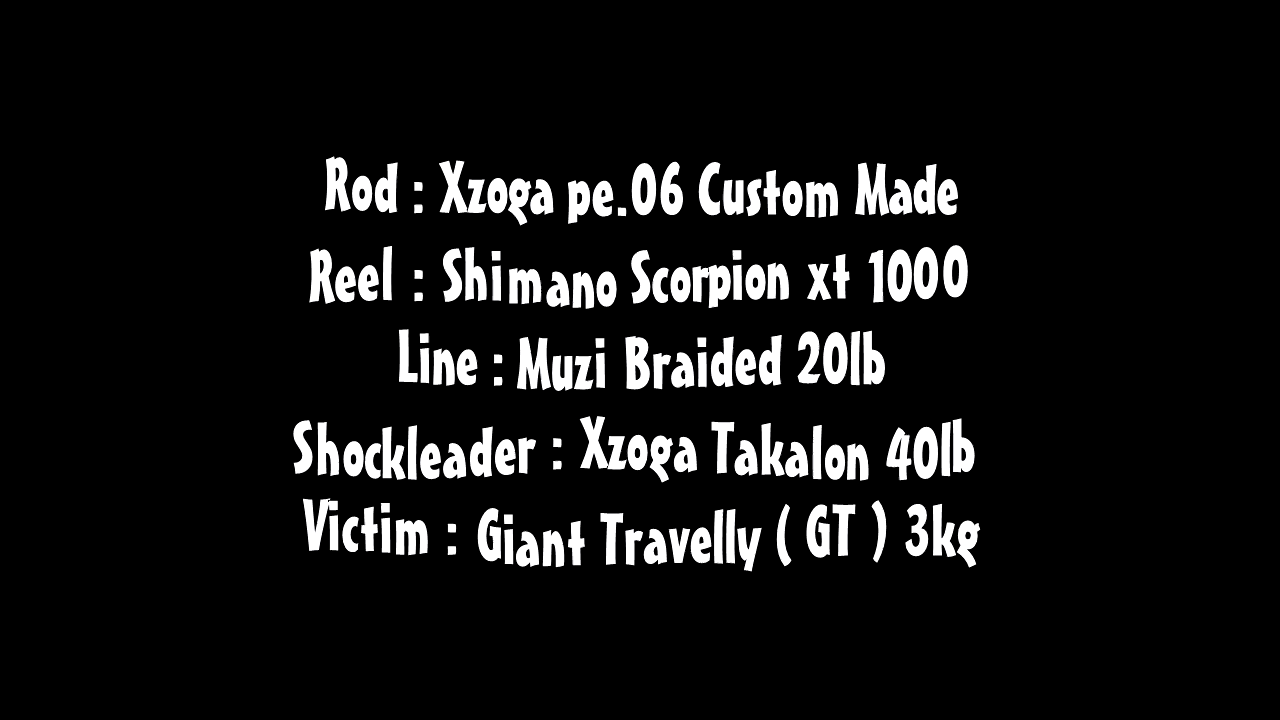 Rod : Xzoga pe.06 Custom Made
Reel : Shimano Scorpion xt 1000
Line : Muzi Braided 20lb
Shockleader : Xzoga Takalon 40lb
Victim : Giant Travelly ( GT ) 3kg